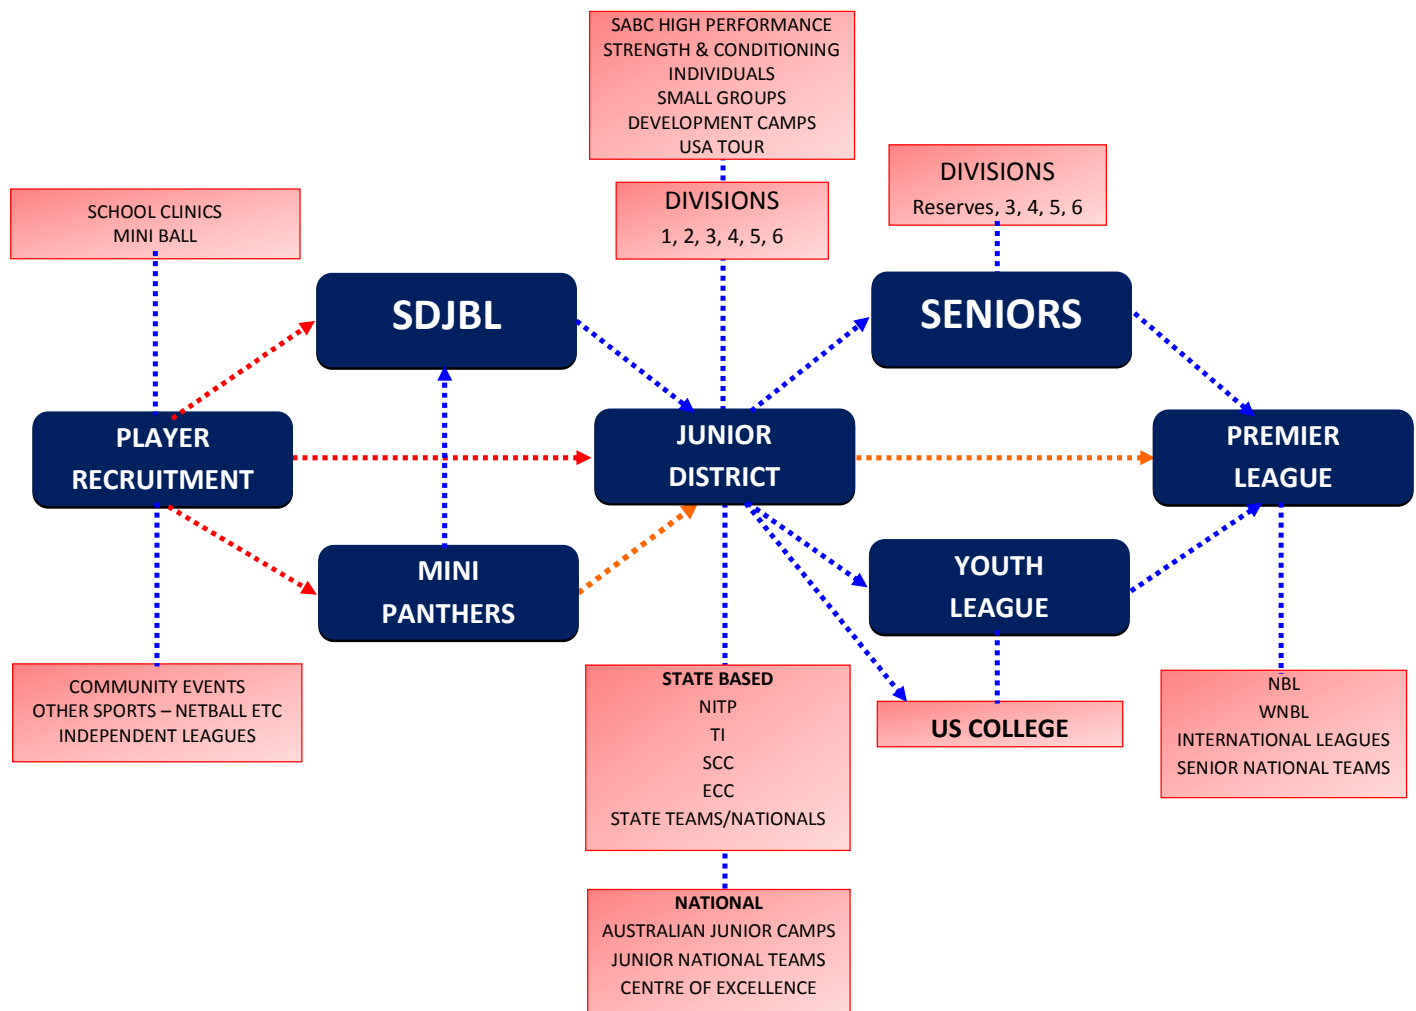 SABC HIGH PERFORMANCE
STRENGTH & CONDITIONING
INDIVIDUALS
SMALL GROUPS
DEVELOPMENT CAMPS
USA TOUR
DIVISIONS
Reserves, 3, 4, 5, 6
SCHOOL CLINICS
MINI BALL
DIVISIONS
1, 2, 3, 4, 5, 6
SDJBL
SENIORS
PLAYER
RECRUITMENT
JUNIOR
DISTRICT
PREMIER
LEAGUE
MINI
PANTHERS
YOUTH
LEAGUE
COMMUNITY EVENTS
OTHER SPORTS – NETBALL ETC
INDEPENDENT LEAGUES
STATE BASED
NITP
TI
SCC
ECC
STATE TEAMS/NATIONALS
US COLLEGE
NBL
WNBL
INTERNATIONAL LEAGUES
SENIOR NATIONAL TEAMS
NATIONAL
AUSTRALIAN JUNIOR CAMPS
JUNIOR NATIONAL TEAMS
CENTRE OF EXCELLENCE